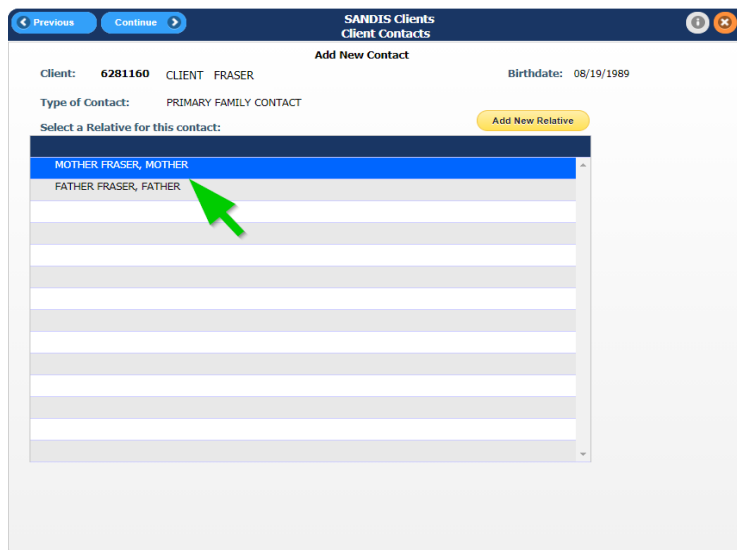 Previous Continue SANDIS Clients
Client Contacts
Add New Contact
Client: 6281160 CLIENT FRASER Birthdate: 08/19/1989
Type of Contact: PRIMARY FAMILY CONTACT
Add New Relative
Select a Relative for this contact:
MOTHER FRASER, MOTHER
FATHER FRASER, FATHER